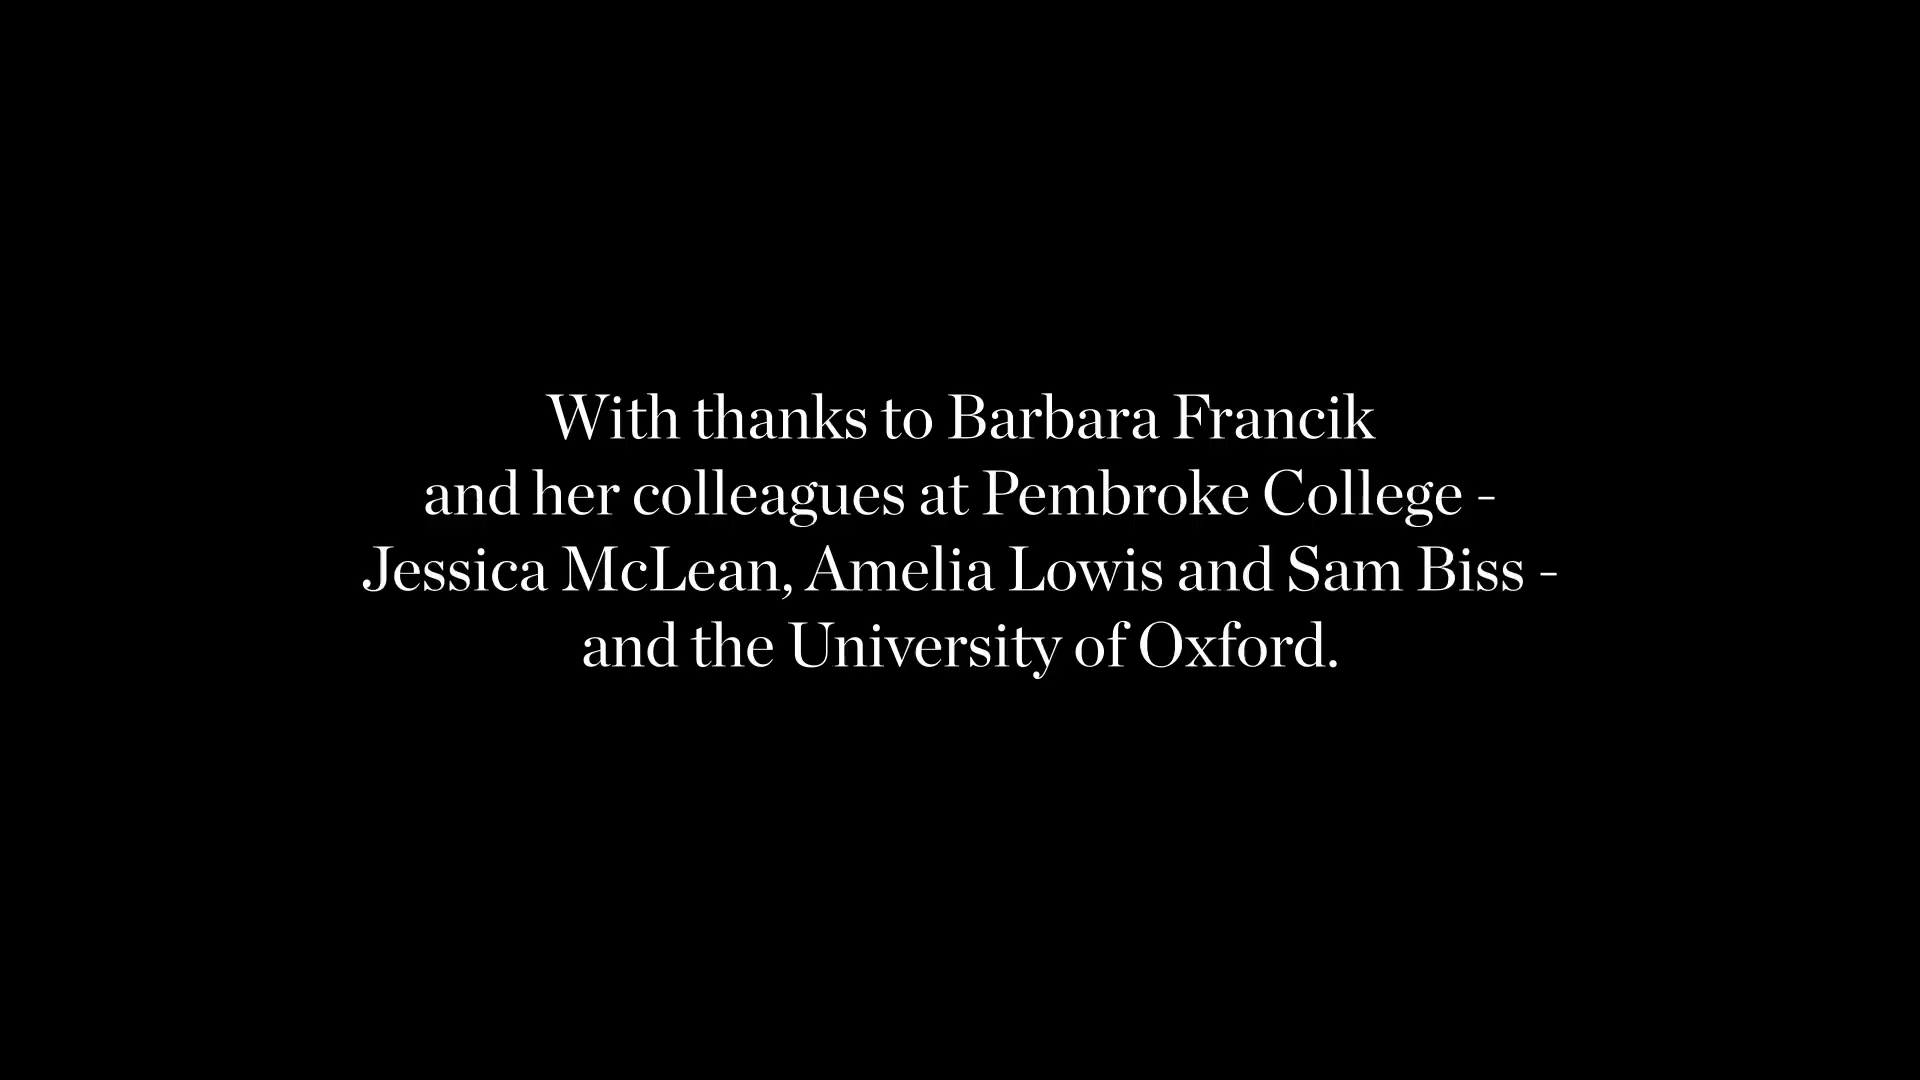 With thanks to Barbara Francik
and her colleagues at Pembroke College -
Jessica McLean, Amelia Lowis and Sam Biss -
and the University of Oxford.